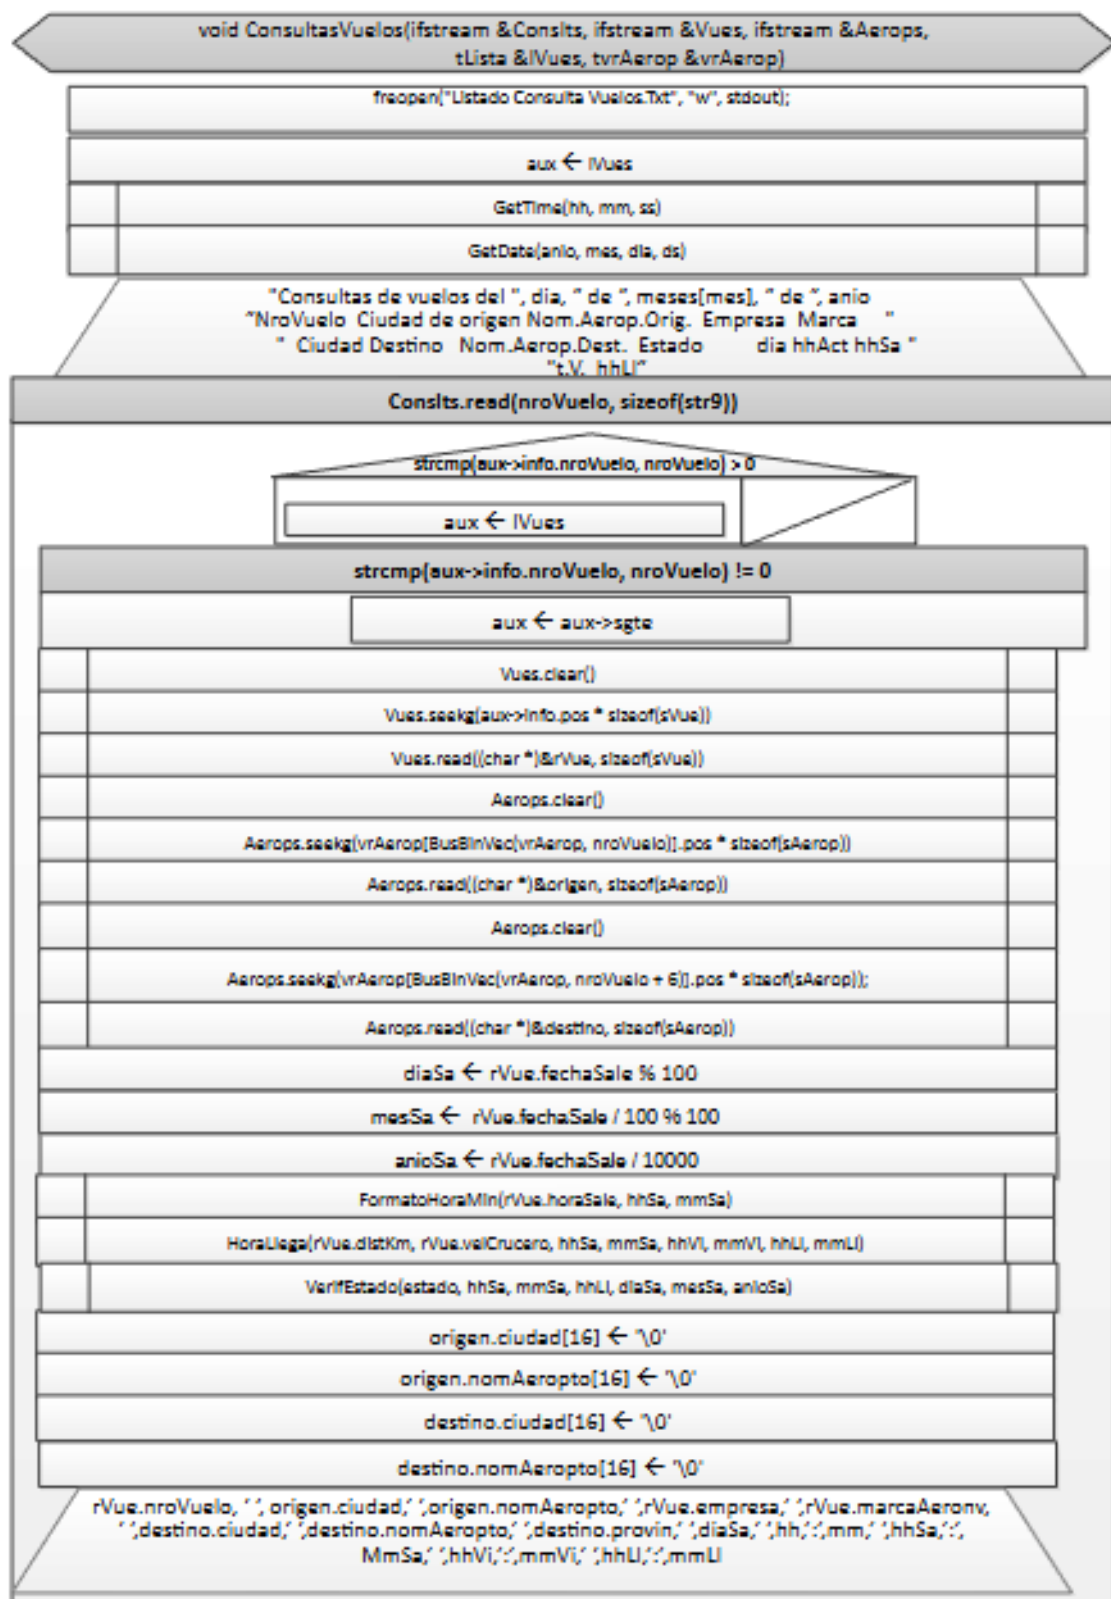 void ConsultasVuelos(ifstream &Conslts, ifstream &Vues, ifstream &Aerops,
tLista &lVues, tvrAerop &vrAerop)
freopen("Listado Consulta Vuelos.Txt", "w", stdout);
aux ← lVues
GetTime(hh, mm, ss)
GetDate(anio, mes, dia, ds)
"Consultas de vuelos del ", dia, " de ", meses[mes], " de ", anio
"NroVuelo Ciudad de origen Nom.Aerop.Orig. Empresa Marca "
" Ciudad Destino Nom.Aerop.Dest. Estado dia hhAct hhSa "
"t.V. hhLl"
Conslts.read(nroVuelo, sizeof(str9))
strcmp(aux->info.nroVuelo, nroVuelo) > 0
aux ← lVues
strcmp(aux->info.nroVuelo, nroVuelo) != 0
aux ← aux->sgte
Vues.clear()
Vues.seekg(aux->info.pos * sizeof(sVue))
Vues.read((char *)&rVue, sizeof(sVue))
Aerops.clear()
Aerops.seekg(vrAerop[BusBinVec(vrAerop, nroVuelo)].pos * sizeof(sAerop))
Aerops.read((char *)&origen, sizeof(sAerop))
Aerops.clear()
Aerops.seekg(vrAerop[BusBinVec(vrAerop, nroVuelo + 6)].pos * sizeof(sAerop));
Aerops.read((char *)&destino, sizeof(sAerop))
diaSa ← rVue.fechaSale % 100
mesSa ← rVue.fechaSale / 100 % 100
anioSa ← rVue.fechaSale / 10000
FormatoHoraMin(rVue.horaSale, hhSa, mmSa)
HoraLlega(rVue.distKm, rVue.velCrucero, hhSa, mmSa, hhVi, mmVi, hhLl, mmLl)
VerifEstado(estado, hhSa, mmSa, hhLl, diaSa, mesSa, anioSa)
origen.ciudad[16] ← '\0'
origen.nomAeropto[16] ← '\0'
destino.ciudad[16] ← '\0'
destino.nomAeropto[16] ← '\0'
rVue.nroVuelo, ' ', origen.ciudad,' ',origen.nomAeropto,' ',rVue.empresa,' ',rVue.marcaAeronv,
' ',destino.ciudad,' ',destino.nomAeropto,' ',destino.provin,' ',diaSa,' ',hh,':',mm,' ',hhSa,':',
MmSa,' ',hhVi,':',mmVi,' ',hhLl,':',mmLl